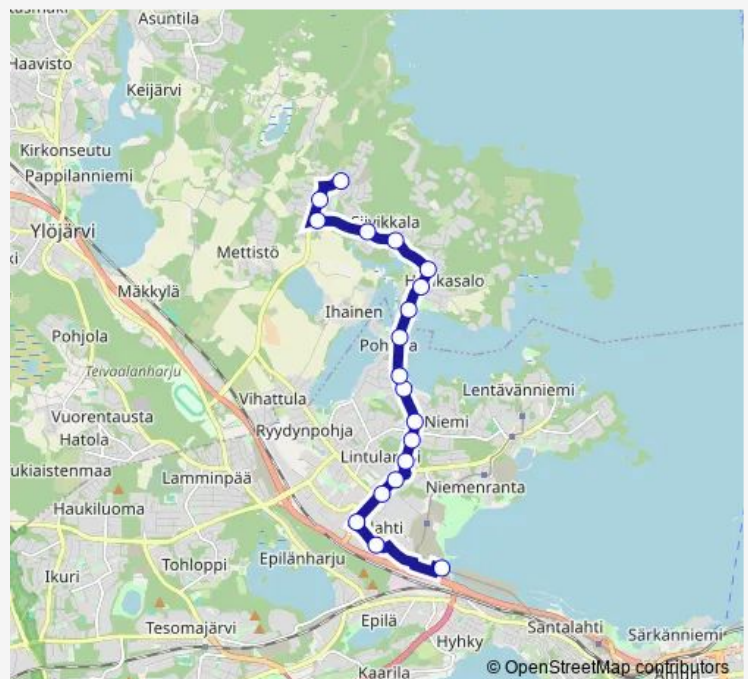 Asuntila
Haavisto
Keijärvi
Kirkonseutu
Pappilanniemi
Ylöjärvi
Siivikkala
Mettistö
Mäkkylä
Ihainen
Pohjola
Teivaalanharju
Vihattula
Lentävänniemi
Vuorentausta
Hatola
Ryydynpohja
Niemi
Lamminpää
Niemenranta
Haukiluoma
Epilänharju
Tohloppi
Ikuri
Tesomajärvi
Epilä
Hyhky
Santalahti
Särkänniemi
Kaarila
© OpenStreetMap contributors